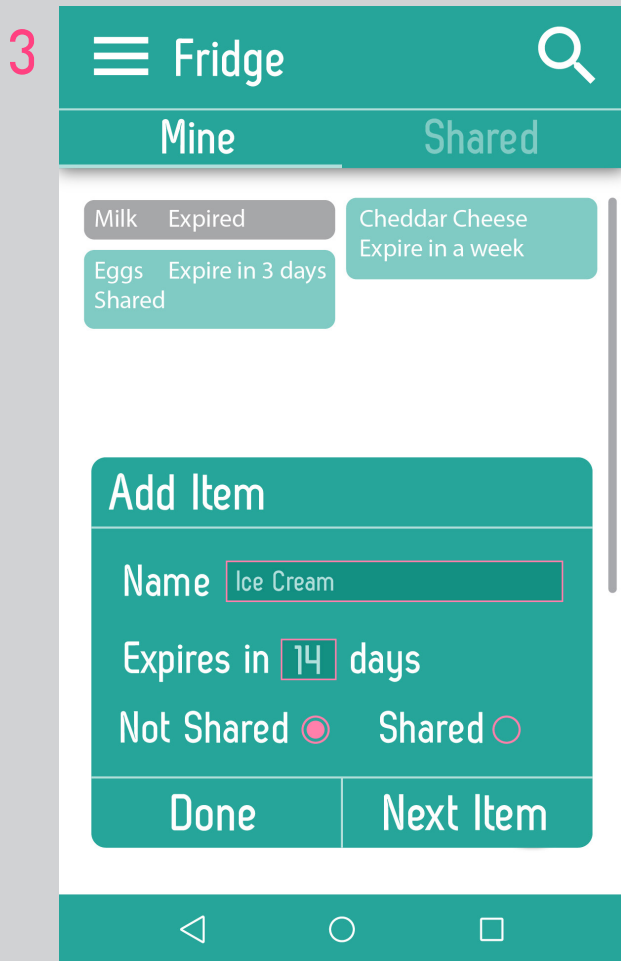 3
Fridge
Mine
Shared
Milk Expired
Eggs Expire in 3 days
Shared
Cheddar Cheese
Expire in a week
Add Item
Name Ice Cream
Expires in 14 days
Not Shared Shared
Done Next Item